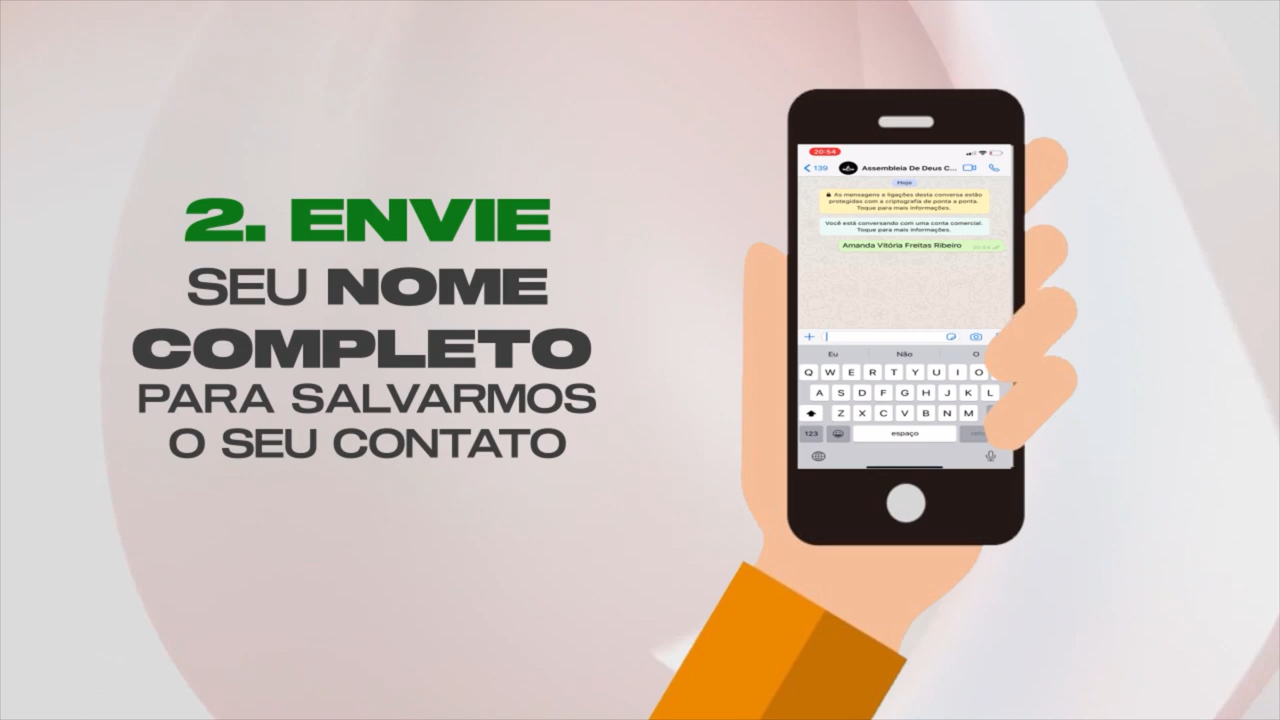 2. ENVIE
SEU NOME
COMPLETO
PARA SALVARMOS
O SEU CONTATO
20:54
139 Assembleia De Deus C...
Hoje
As mensagens e ligações desta conversa estão
protegidas com a criptografia de ponta a ponta.
Toque para mais informações.
Você está conversando com uma conta comercial.
Toque para mais informações.
Amanda Vitória Freitas Ribeiro 20:54
Eu Não O
Q W E R T Y U I O
A S D F G H J K L
Z X C V B N M
123 espaço